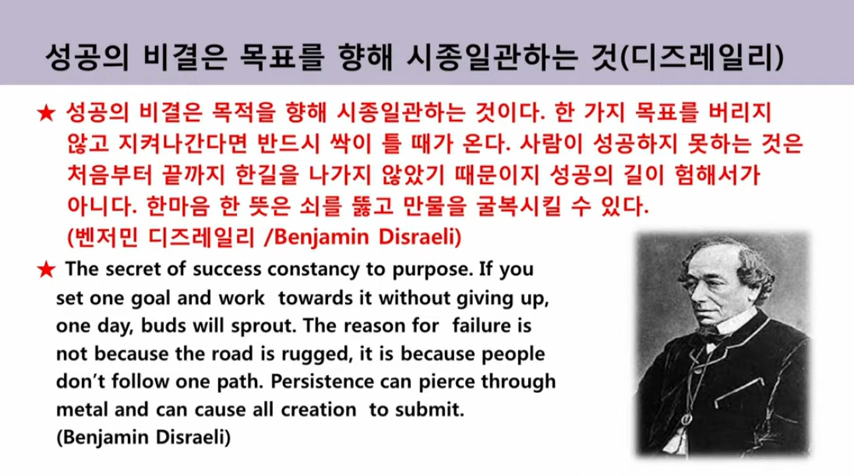 성공의 비결은 목표를 향해 시종일관하는 것(디즈레일리)
★ 성공의 비결은 목적을 향해 시종일관하는 것이다. 한 가지 목표를 버리지
않고 지켜나간다면 반드시 싹이 틀 때가 온다. 사람이 성공하지 못하는 것은
처음부터 끝까지 한길을 나가지 않았기 때문이지 성공의 길이 험해서가
아니다. 한마음 한 뜻은 쇠를 뚫고 만물을 굴복시킬 수 있다.
(벤저민 디즈레일리 /Benjamin Disraeli)
★ The secret of success constancy to purpose. If you
set one goal and work towards it without giving up,
one day, buds will sprout. The reason for failure is
not because the road is rugged, it is because people
don't follow one path. Persistence can pierce through
metal and can cause all creation to submit.
(Benjamin Disraeli)